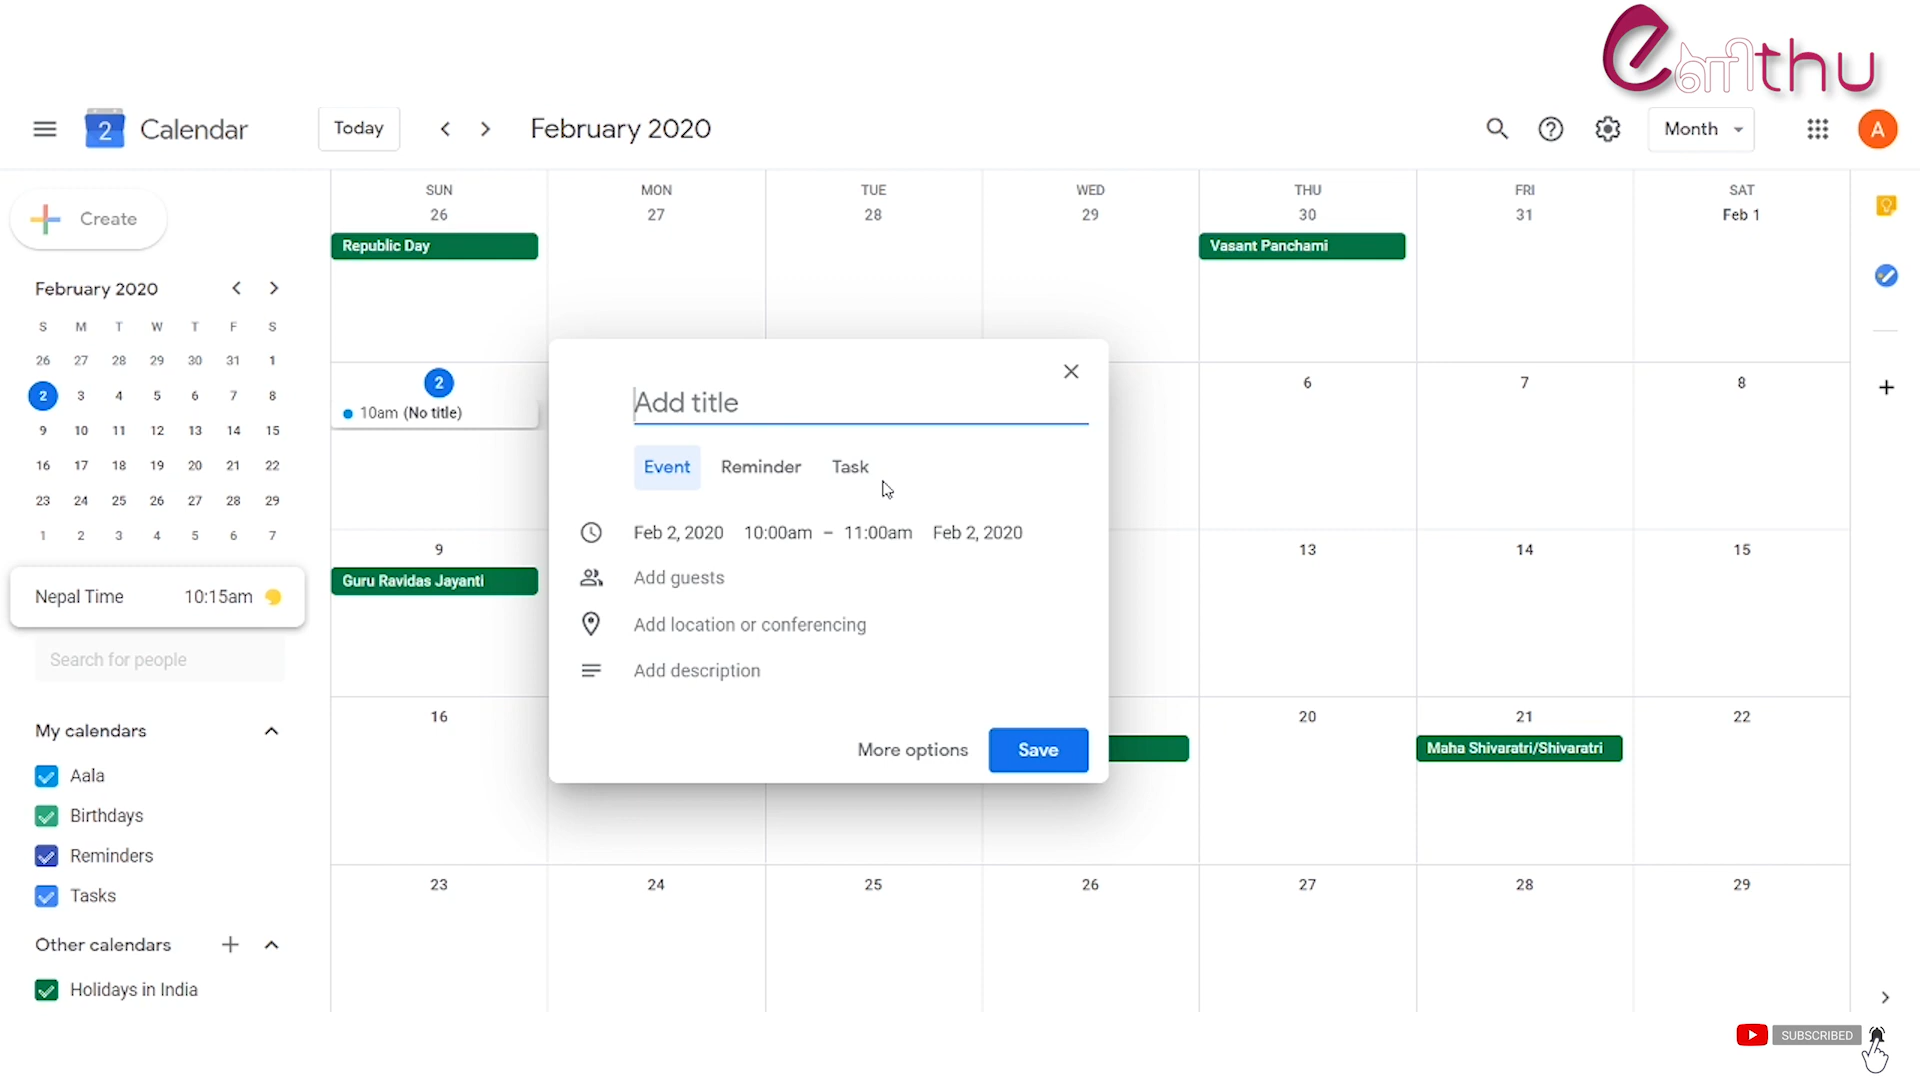 eளிthu
2
Calendar
Today
February 2020
Month
A
Create
February 2020
S M T W T F S
26 27 28 29 30 31 1
2 3 4 5 6 7 8
9 10 11 12 13 14 15
16 17 18 19 20 21 22
23 24 25 26 27 28 29
1 2 3 4 5 6 7
Nepal Time 10:15am
Search for people
My calendars
Aala
Birthdays
Reminders
Tasks
Other calendars
Holidays in India
SUN MON TUE WED THU FRI SAT
26 27 28 29 30 31 Feb 1
Republic Day
Vasant Panchami
2 6 7 8
10am (No title)
9 13 14 15
Guru Ravidas Jayanti
16 20 21 22
Maha Shivaratri/Shivaratri
23 24 25 26 27 28 29
Add title
Event Reminder Task
Feb 2, 2020 10:00am – 11:00am Feb 2, 2020
Add guests
Add location or conferencing
Add description
More options
Save
SUBSCRIBED